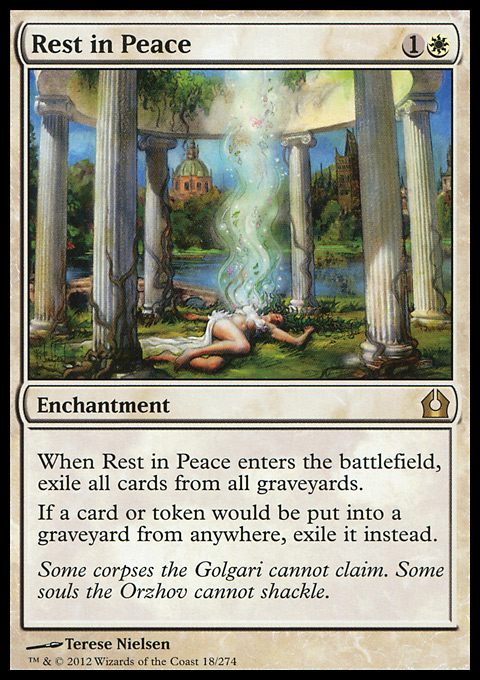 Rest in Peace 1
Enchantment
When Rest in Peace enters the battlefield,
exile all cards from all graveyards.
If a card or token would be put into a
graveyard from anywhere, exile it instead.
Some corpses the Golgari cannot claim. Some
souls the Orzhov cannot shackle.
Terese Nielsen
™ & © 2012 Wizards of the Coast 18/274